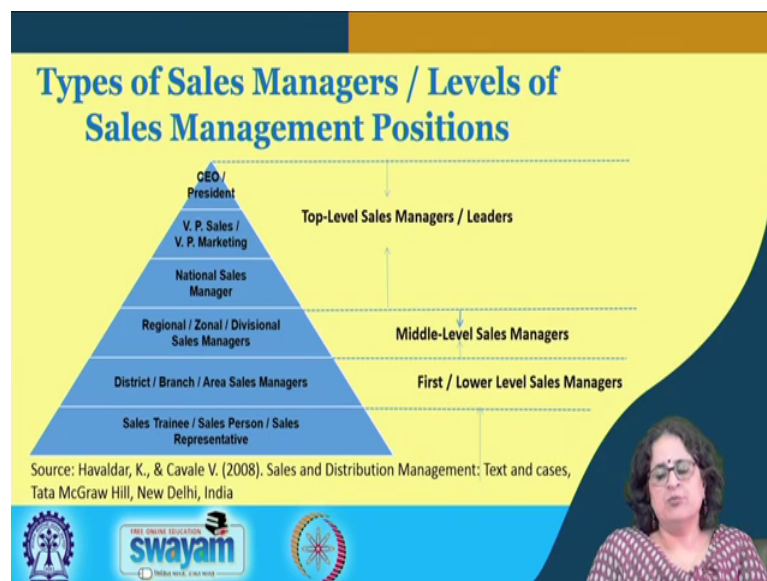 Types of Sales Managers / Levels of
Sales Management Positions
CEO /
President
V. P. Sales /
V. P. Marketing
Top-Level Sales Managers / Leaders
National Sales
Manager
Regional / Zonal / Divisional
Sales Managers
Middle-Level Sales Managers
District / Branch / Area Sales Managers
First / Lower Level Sales Managers
Sales Trainee / Sales Person / Sales
Representative
Source: Havaldar, K., & Cavale V. (2008). Sales and Distribution Management: Text and cases,
Tata McGraw Hill, New Delhi, India
FREE ONLINE EDUCATION
swayam